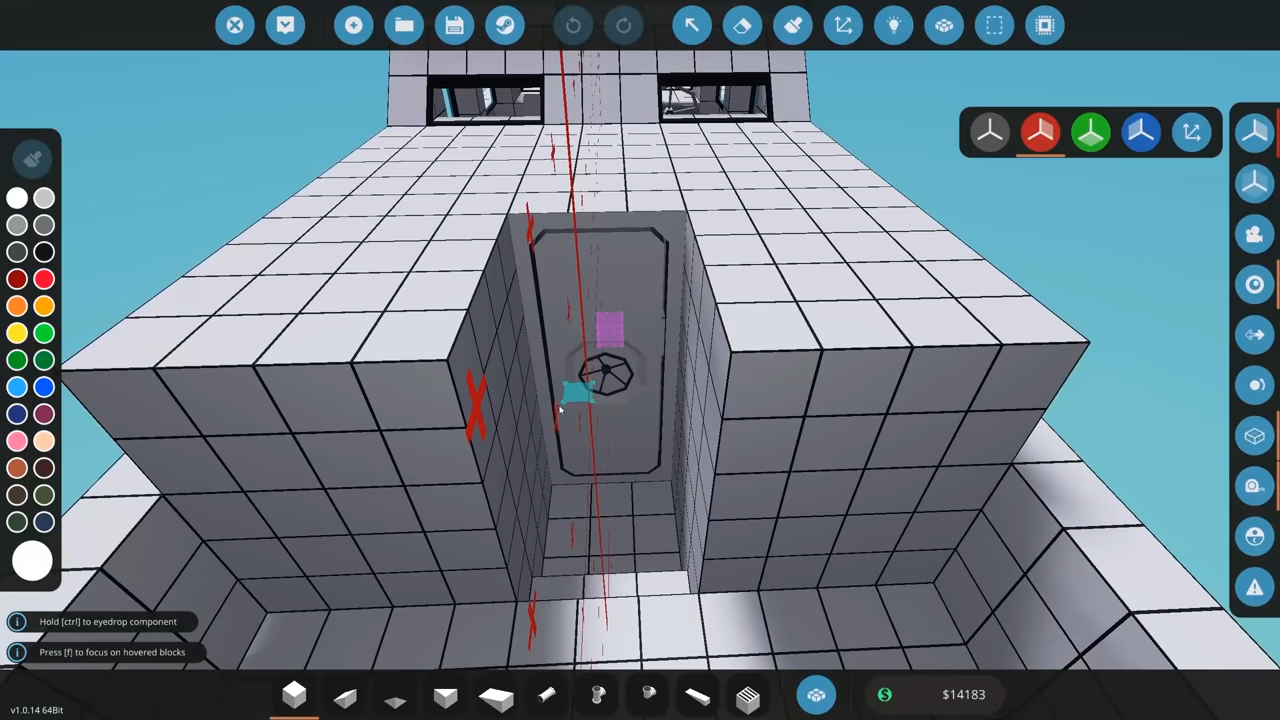 Hold [ctrl] to eyedrop component
Press [f] to focus on hovered blocks
v1.0.14 64Bit
$14183